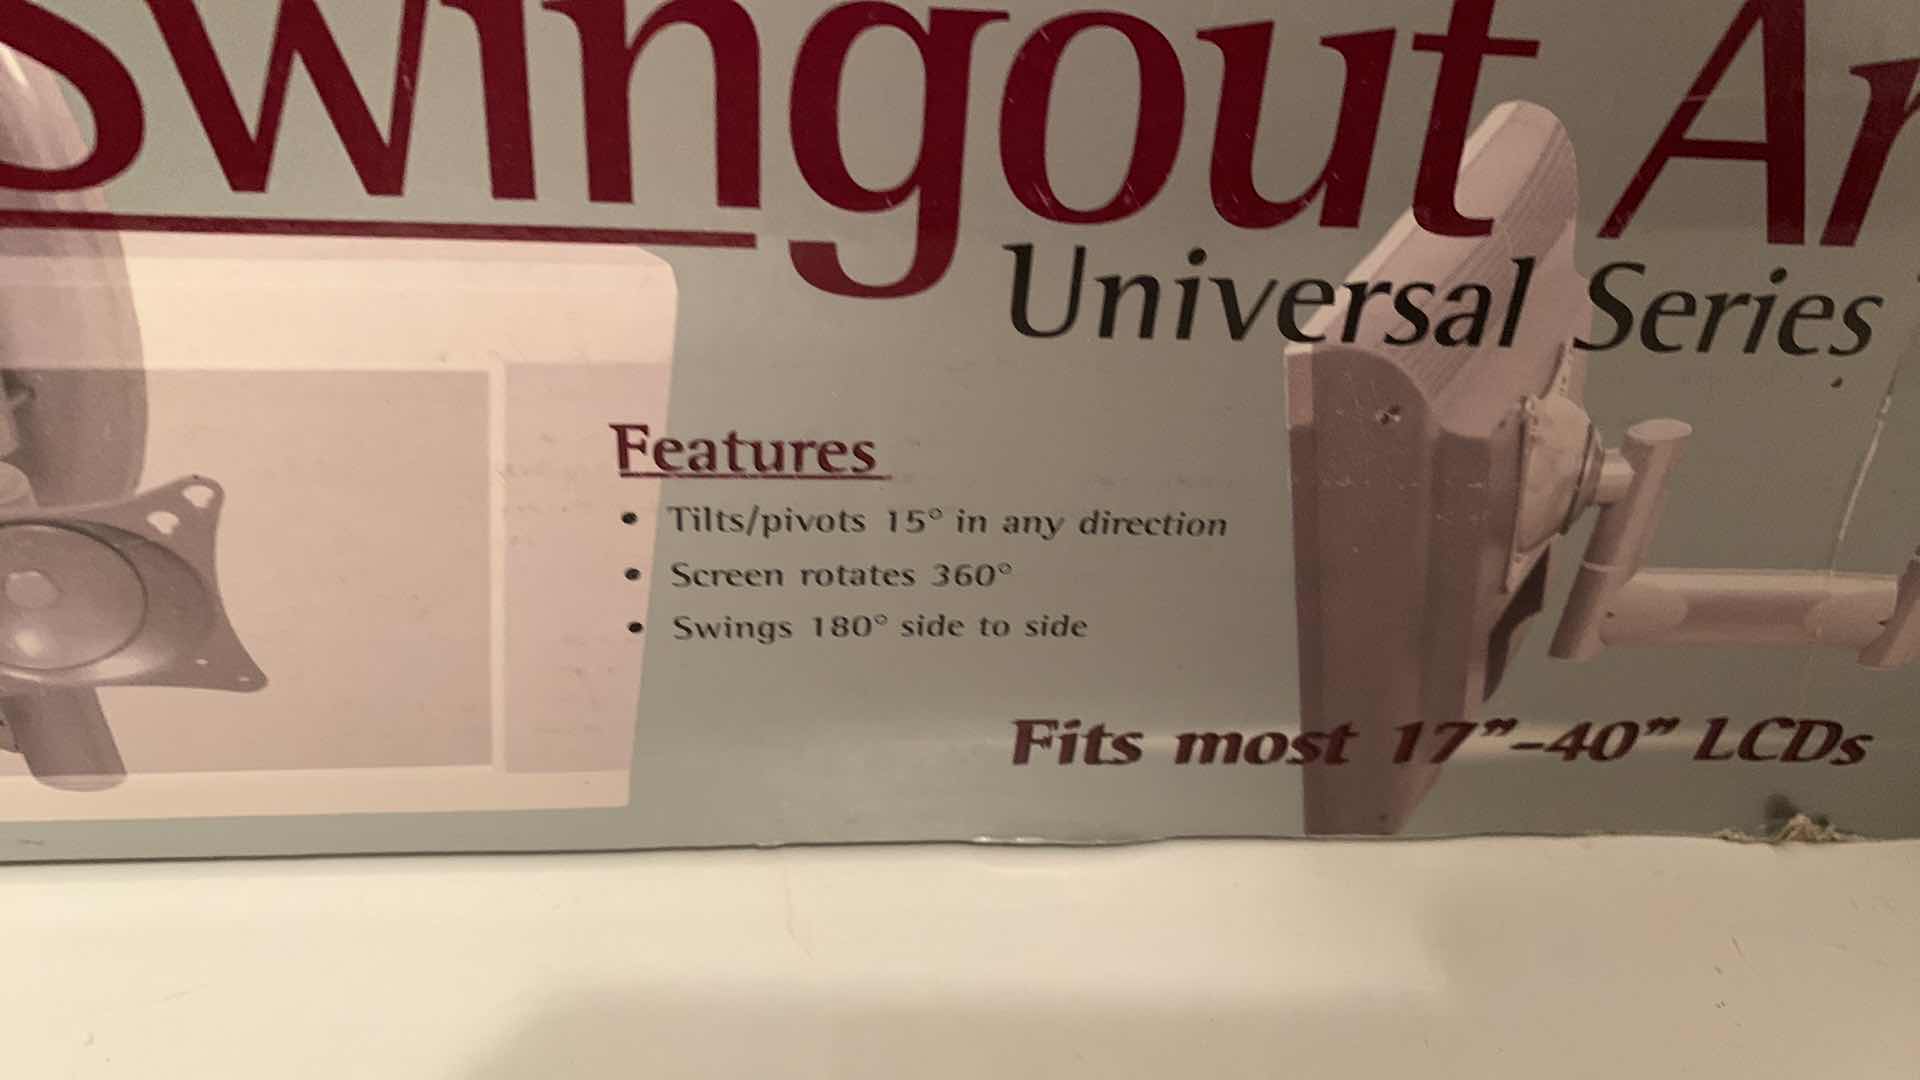 Swingout
Universal Series
Features
• Tilts/pivots 15° in any direction
• Screen rotates 360°
• Swings 180° side to side
Fits most 17”–40” LCDs